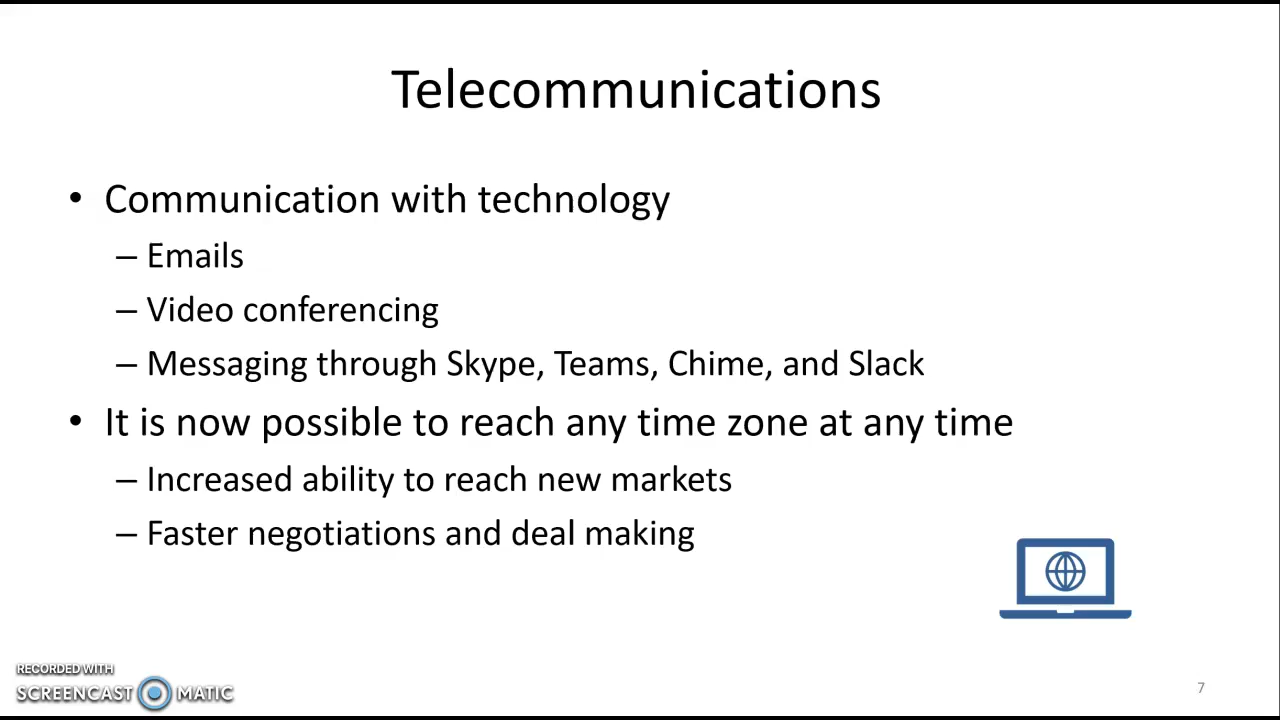 Telecommunications
• Communication with technology
– Emails
– Video conferencing
– Messaging through Skype, Teams, Chime, and Slack
• It is now possible to reach any time zone at any time
– Increased ability to reach new markets
– Faster negotiations and deal making
RECORDED WITH
SCREENCAST MATIC
7